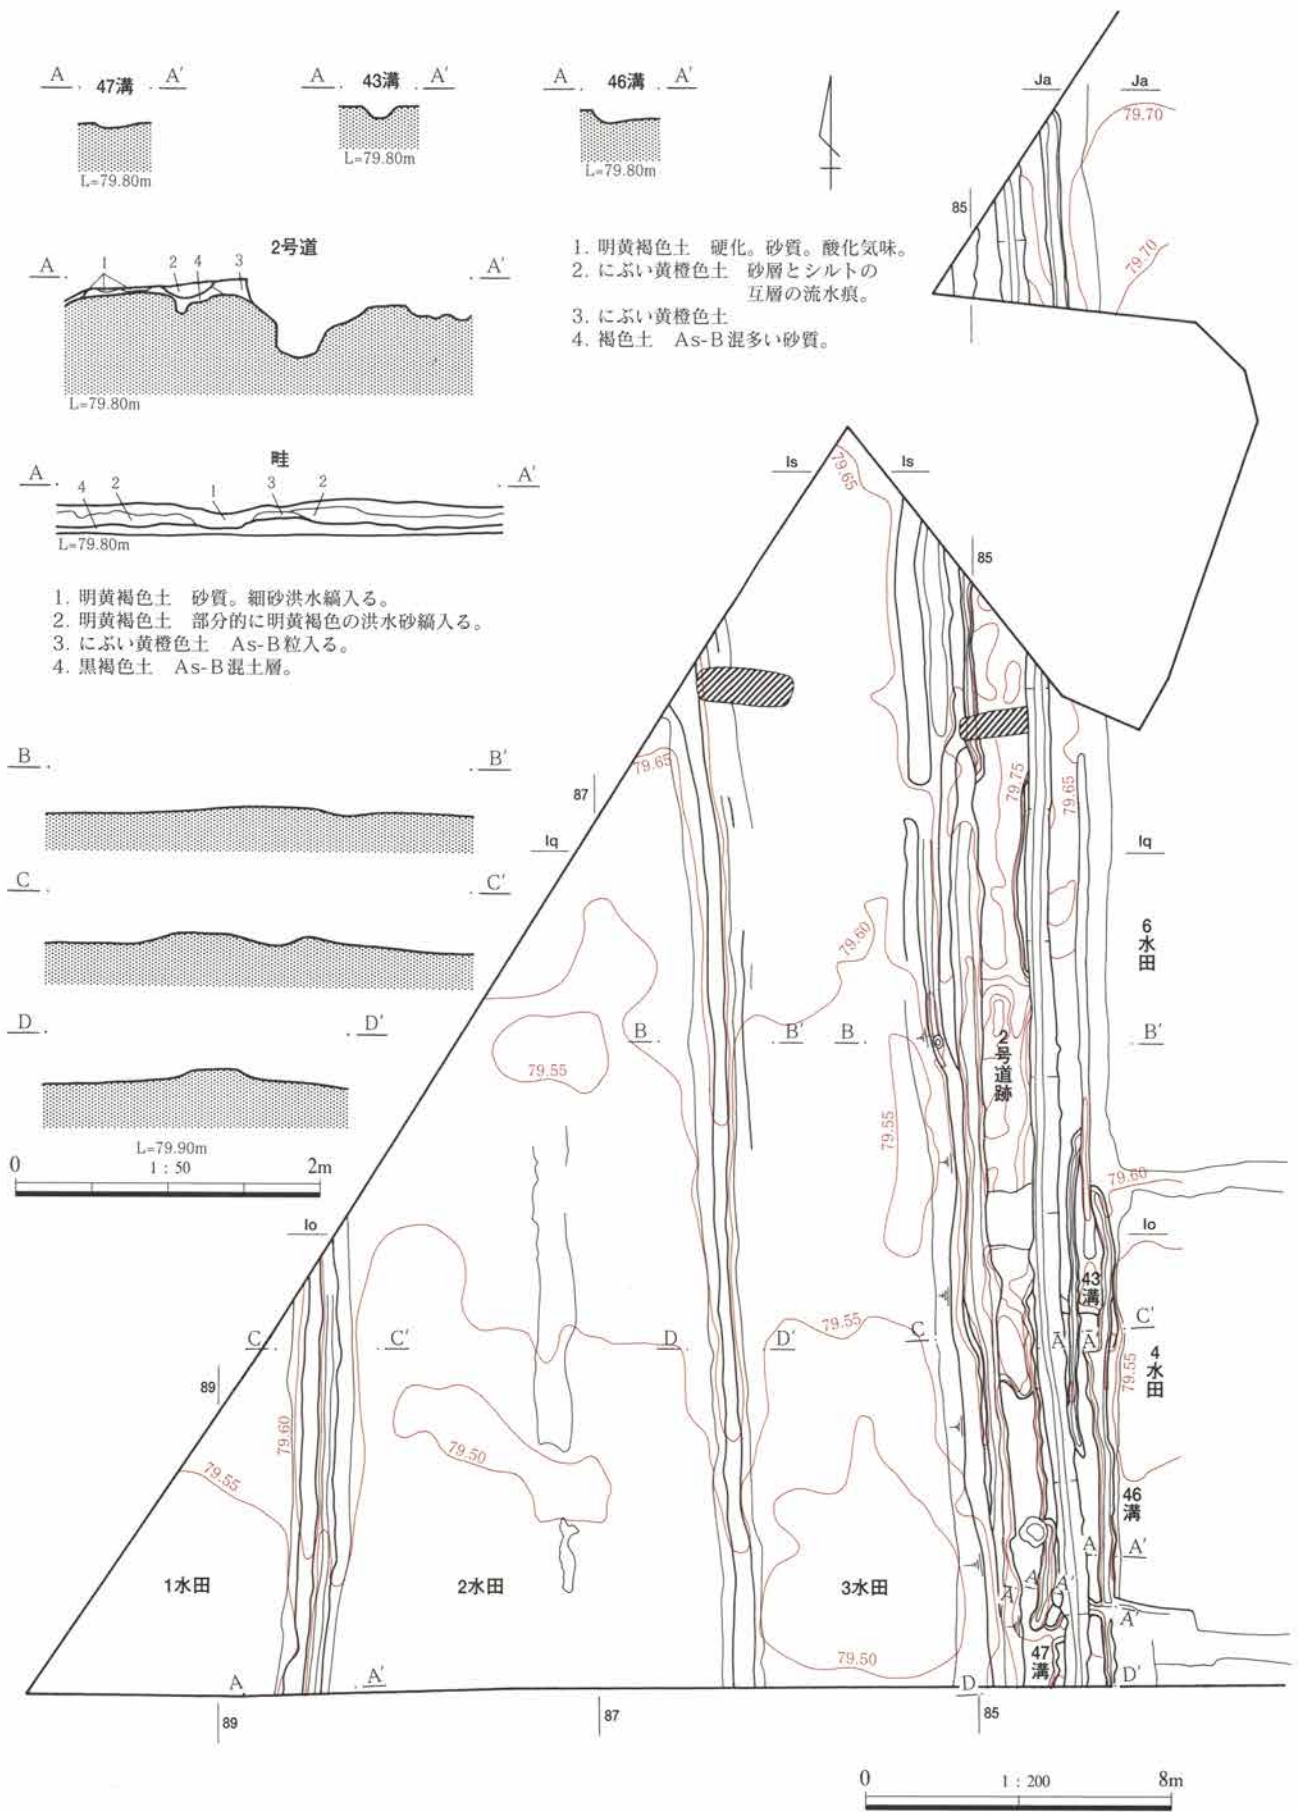 A 47溝 A'
L=79.80m
A 43溝 A'
L=79.80m
A 46溝 A'
L=79.80m
2号道
A 1 2 4 3 A'
L=79.80m
1. 明黄褐色土 硬化。砂質。酸化気味。
2. にぶい黄橙色土 砂層とシルトの
互層の流水痕。
3. にぶい黄橙色土
4. 褐色土 As-B混多い砂質。
畦
A 4 2 1 3 2 A'
L=79.80m
1. 明黄褐色土 砂質。細砂洪水縞入る。
2. 明黄褐色土 部分的に明黄褐色の洪水砂縞入る。
3. にぶい黄橙色土 As-B粒入る。
4. 黒褐色土 As-B混土層。
B B'
C C'
D D'
L=79.90m
0 1:50 2m
Ja Ja
79.70
85
79.70
Is Is
79.65
85
79.65
79.75
79.65
87
Iq Iq
79.60
6水田
B B' B B'
2号道跡
79.55
79.55
79.60
Io Io
43溝
79.55
C C' D D' C A A' C'
4水田
79.55
89
79.60
79.50
79.55
46溝
A A'
A A' A A'
1水田
2水田
3水田
79.50
47溝
A A' D D'
89
87
85
0 1:200 8m